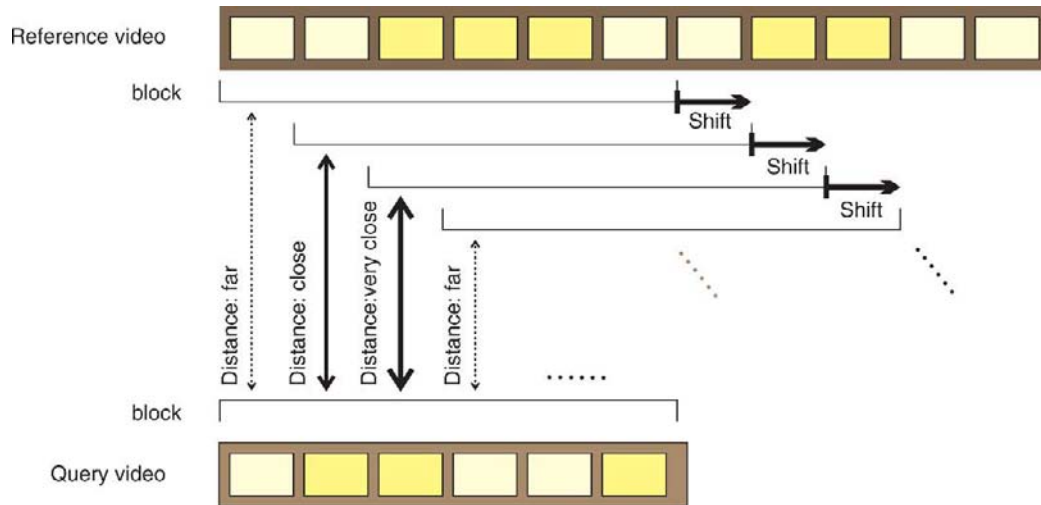 Reference video
block
Shift
Shift
Shift
Distance: far
Distance: close
Distance:very close
Distance: far
block
Query video